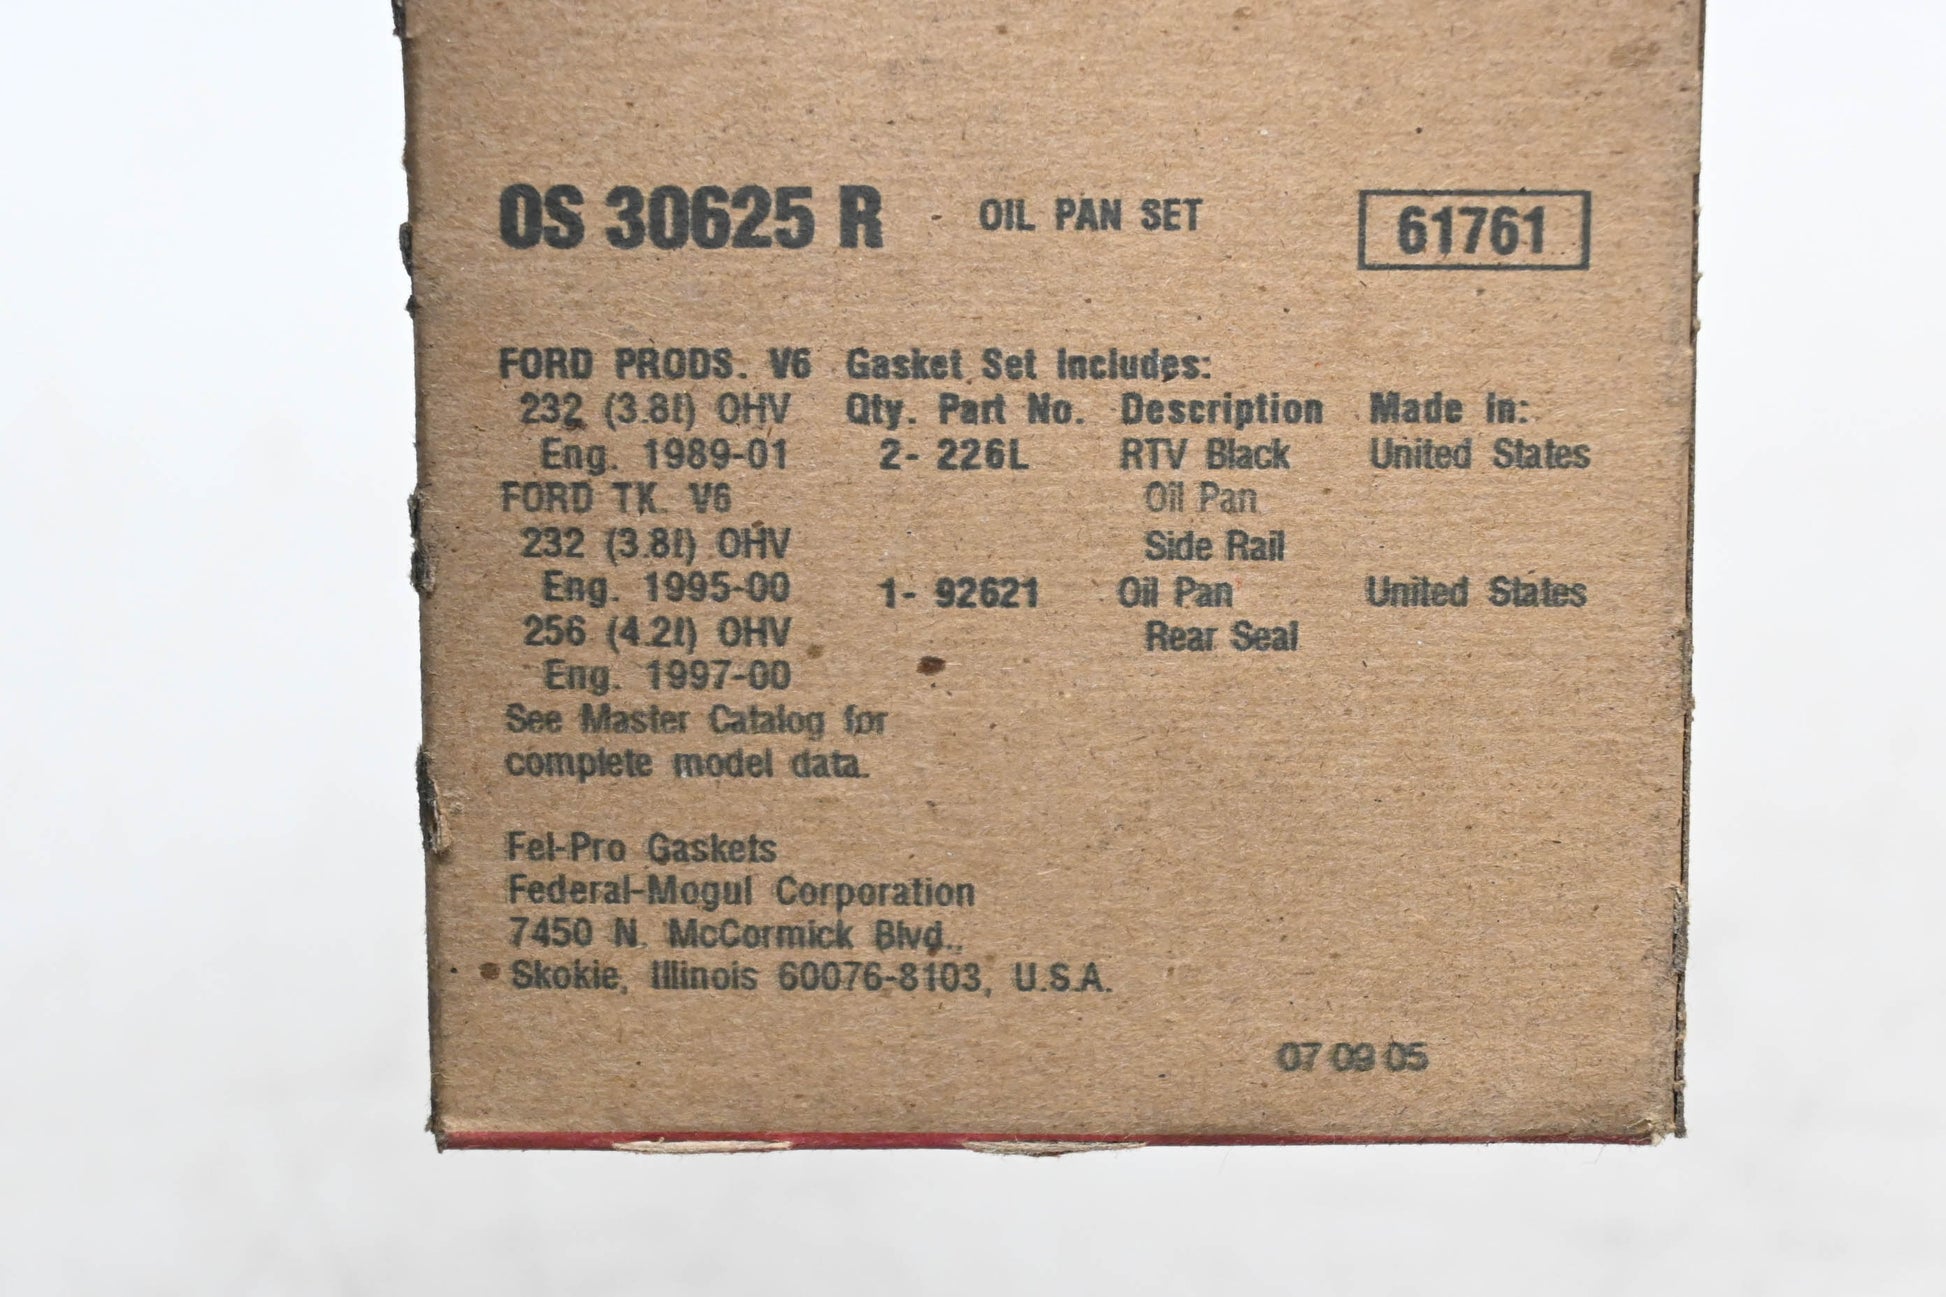 OS 30625 R - OIL PAN SET 61761
FORD PRODS. V6 Gasket Set Includes:
232 (3.8l) OHV Qty. Part No. Description Made in:
Eng. 1989-01 2- 226L RTV Black United States
FORD TK. V6 Oil Pan
232 (3.8l) OHV Side Rail
Eng. 1995-00 1- 92621 Oil Pan United States
256 (4.2l) OHV Rear Seal
Eng. 1997-00
See Master Catalog for
complete model data.
Fel-Pro Gaskets
Federal-Mogul Corporation
7450 N. McCormick Blvd.,
Skokie, Illinois 60076-8103, U.S.A.
07 09 05